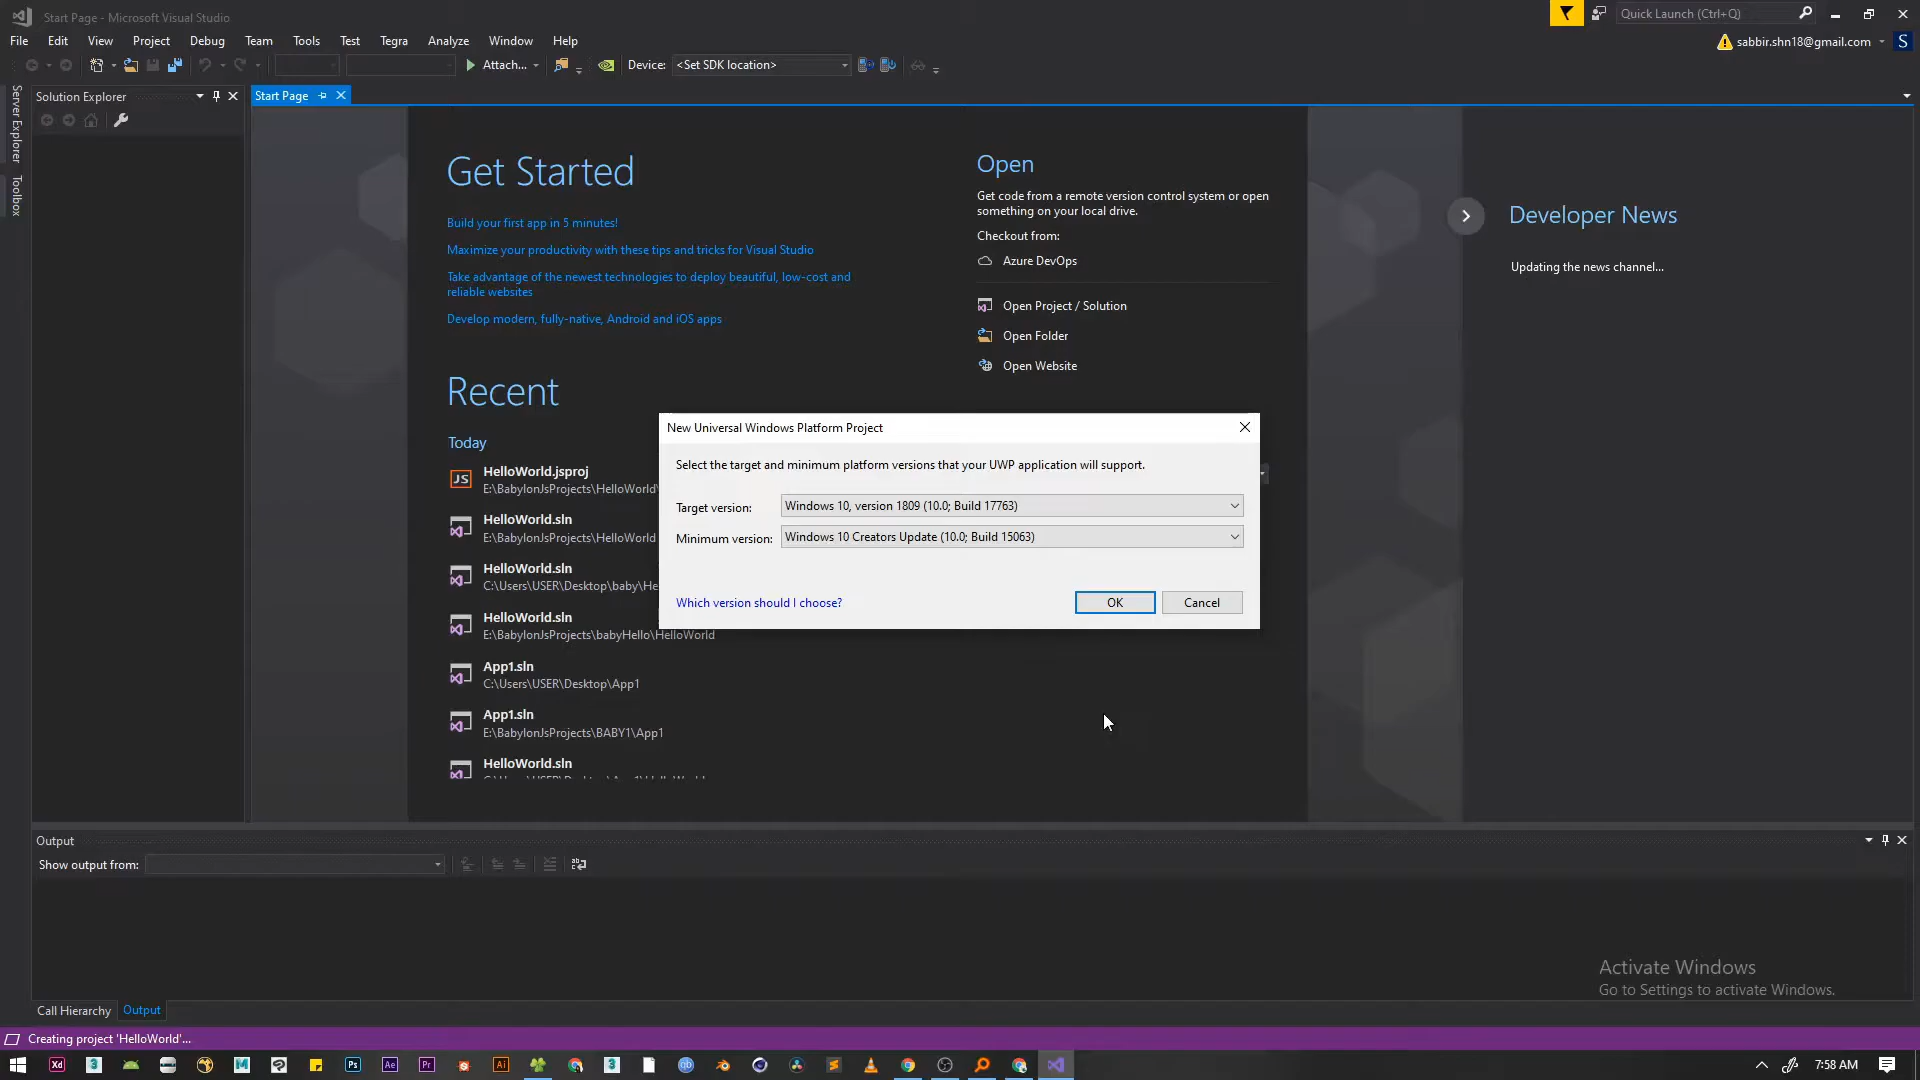 Start Page - Microsoft Visual Studio
Quick Launch (Ctrl+Q)
File Edit View Project Debug Team Tools Test Tegra Analyze Window Help
sabbir.shn18@gmail.com
S
Attach...
Device:
<Set SDK location>
Server Explorer
Toolbox
Solution Explorer
Start Page
Get Started
Build your first app in 5 minutes!
Maximize your productivity with these tips and tricks for Visual Studio
Take advantage of the newest technologies to deploy beautiful, low-cost and
reliable websites
Develop modern, fully-native, Android and iOS apps
Recent
Today
JS
HelloWorld.jsproj
E:\BabylonJsProjects\HelloWorld\
HelloWorld.sln
E:\BabylonJsProjects\HelloWorld
HelloWorld.sln
C:\Users\USER\Desktop\baby\He
HelloWorld.sln
E:\BabylonJsProjects\babyHello\HelloWorld
App1.sln
C:\Users\USER\Desktop\App1
App1.sln
E:\BabylonJsProjects\BABY1\App1
HelloWorld.sln
Open
Get code from a remote version control system or open
something on your local drive.
Checkout from:
Azure DevOps
Open Project / Solution
Open Folder
Open Website
Developer News
Updating the news channel...
New Universal Windows Platform Project
Select the target and minimum platform versions that your UWP application will support.
Target version:
Windows 10, version 1809 (10.0; Build 17763)
Minimum version:
Windows 10 Creators Update (10.0; Build 15063)
Which version should I choose?
OK
Cancel
Output
Show output from:
Activate Windows
Go to Settings to activate Windows.
Call Hierarchy
Output
Creating project 'HelloWorld'...
Xd
3
M
Ps
Ae
Pr
Ai
3
nb
7:58 AM